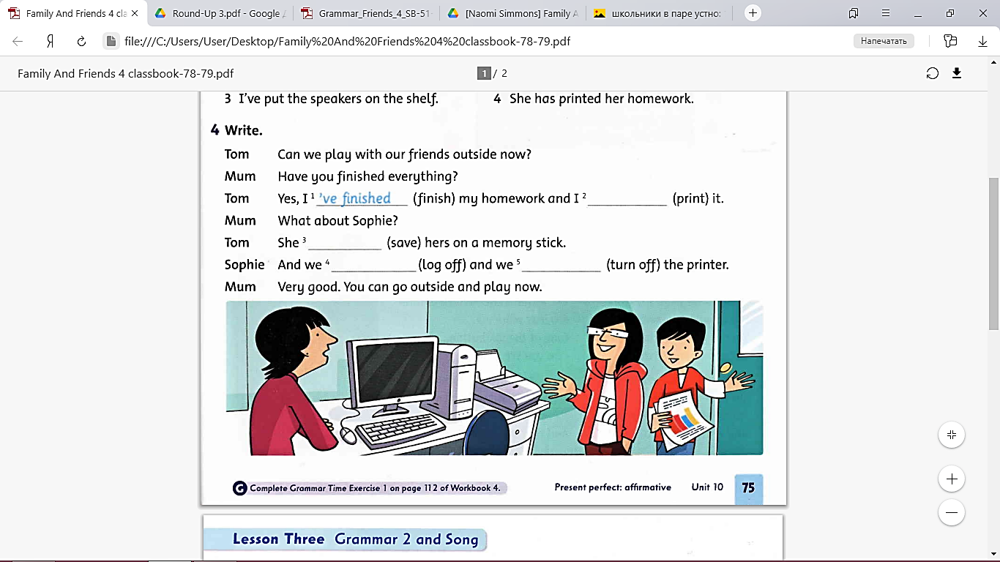 Family And Friends 4 cla
Round-Up 3.pdf - Google
Grammar_Friends_4_SB-51-
[Naomi Simmons] Family A
школьники в паре устно:
file:///C:/Users/User/Desktop/Family%20And%20Friends%204%20classbook-78-79.pdf
Напечатать
Family And Friends 4 classbook-78-79.pdf
1 / 2
3 I've put the speakers on the shelf. 4 She has printed her homework.
4 Write.
Tom Can we play with our friends outside now?
Mum Have you finished everything?
Tom Yes, I ¹ 've finished (finish) my homework and I ² ____________ (print) it.
Mum What about Sophie?
Tom She ³ ___________ (save) hers on a memory stick.
Sophie And we ⁴ _____________ (log off) and we ⁵ ____________ (turn off) the printer.
Mum Very good. You can go outside and play now.
G Complete Grammar Time Exercise 1 on page 112 of Workbook 4. Present perfect: affirmative Unit 10 75
Lesson Three Grammar 2 and Song